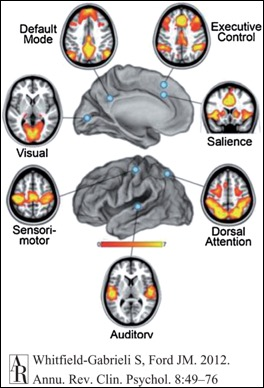 Default
Mode
Executive
Control
Visual
Salience
Sensori-
motor
Dorsal
Attention
Auditory
AR Whitfield-Gabrieli S, Ford JM. 2012.
Annu. Rev. Clin. Psychol. 8:49–76